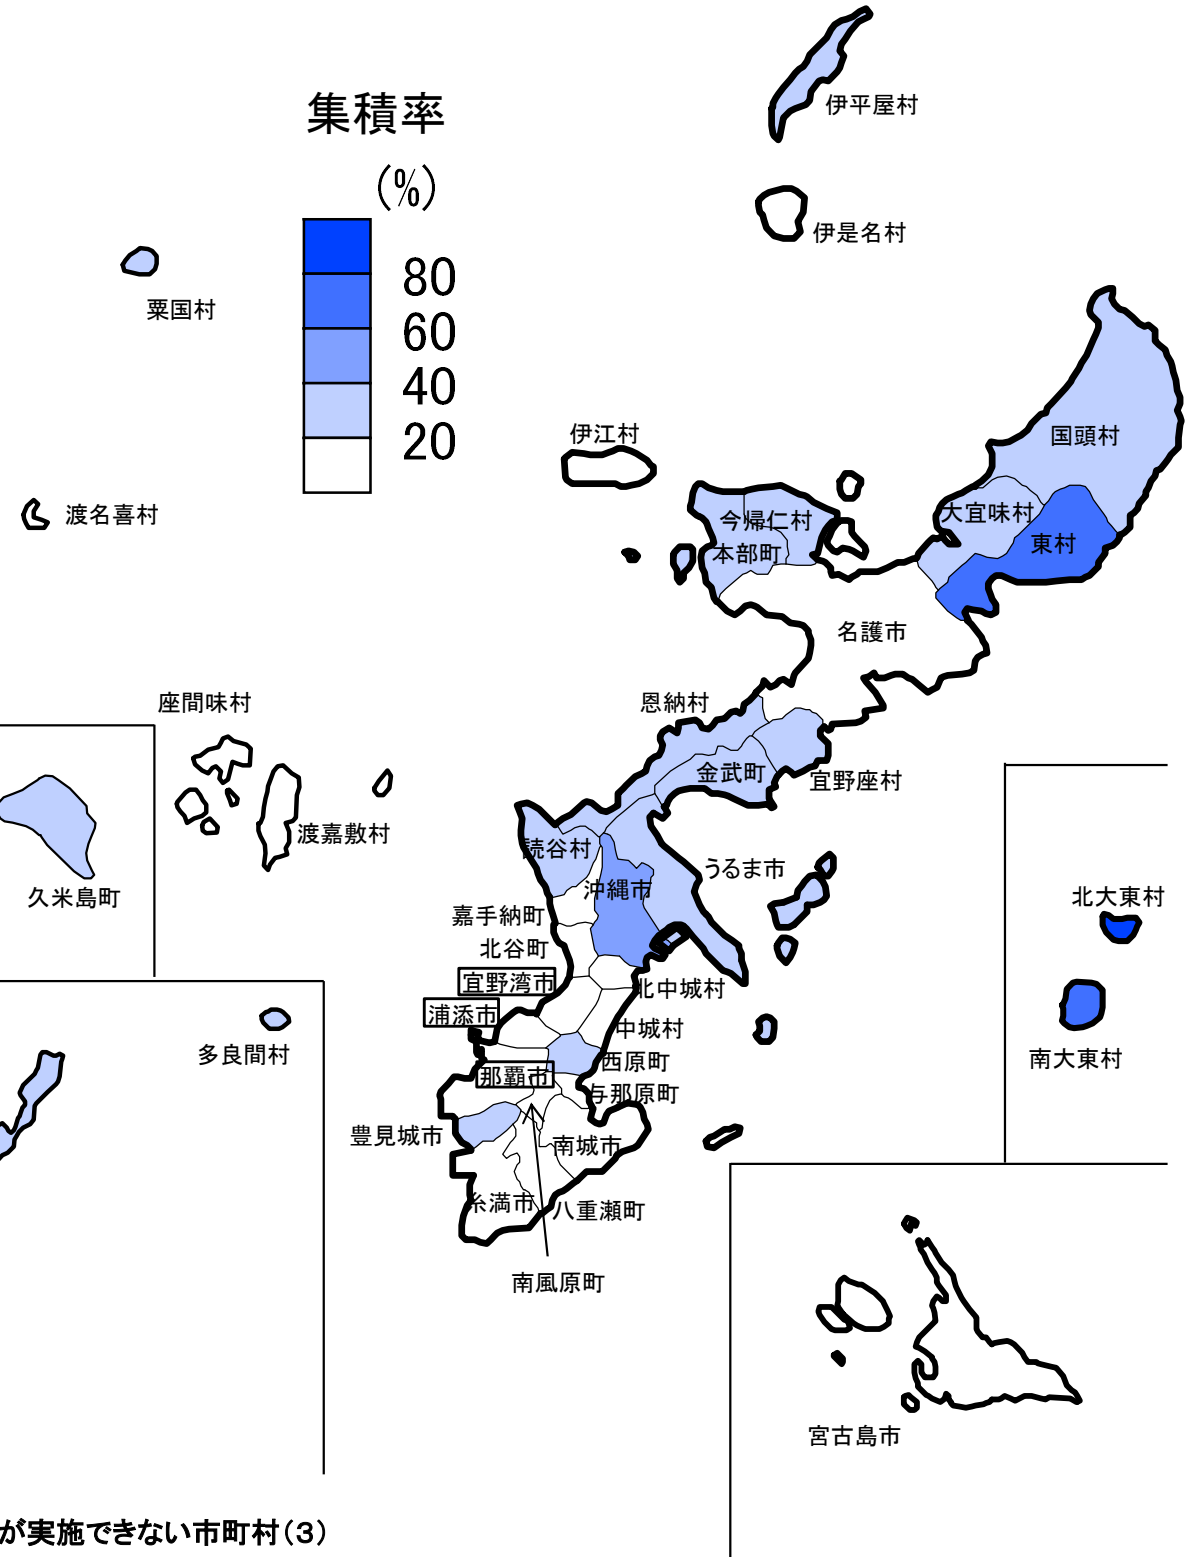 集積率
(%)
80
60
40
20
伊平屋村
伊是名村
粟国村
伊江村
国頭村
渡名喜村
今帰仁村
大宜味村
本部町
東村
名護市
座間味村
恩納村
金武町
宜野座村
渡嘉敷村
読谷村
うるま市
沖縄市
久米島町
嘉手納町
北大東村
北谷町
宜野湾市
北中城村
浦添市
中城村
多良間村
西原町
南大東村
那覇市
与那原町
豊見城市
南城市
糸満市
八重瀬町
南風原町
宮古島市
が実施できない市町村(3)